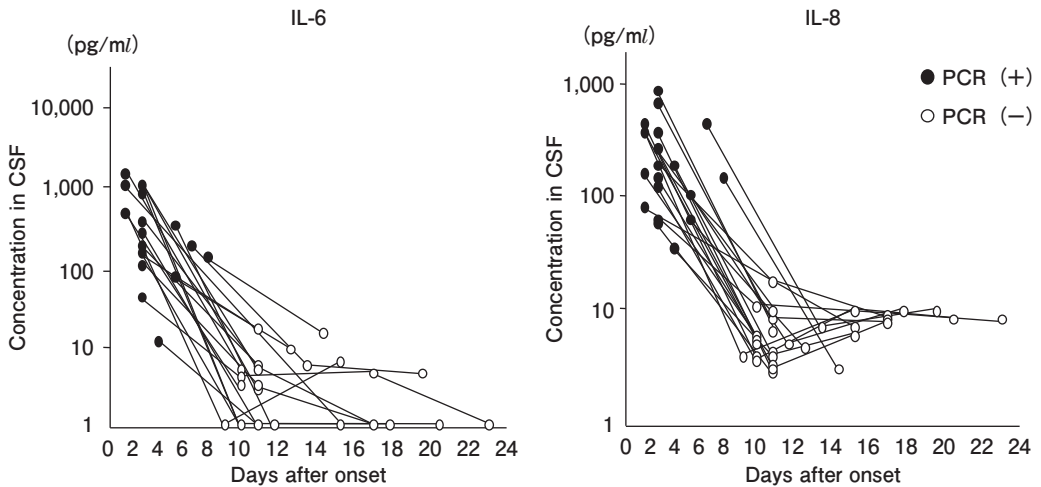 IL-6
(pg/ml)
10,000
1,000
100
10
1
0 2 4 6 8 10 12 14 16 18 20 22 24
Days after onset
Concentration in CSF
IL-8
(pg/ml)
1,000
100
10
1
0 2 4 6 8 10 12 14 16 18 20 22 24
Days after onset
Concentration in CSF
PCR (+)
PCR (−)